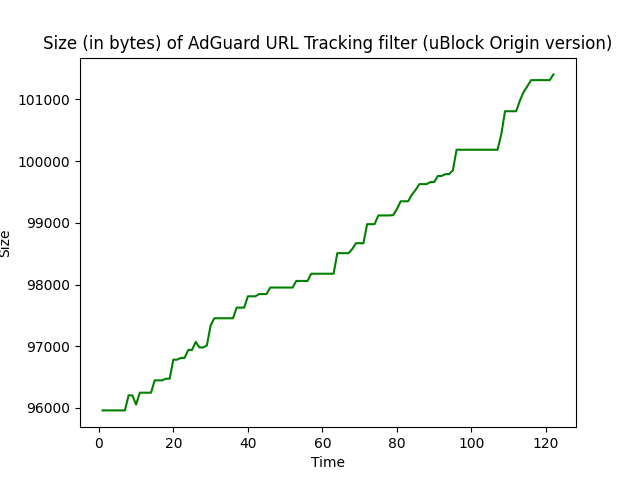 Size (in bytes) of AdGuard URL Tracking filter (uBlock Origin version)
101000
100000
99000
98000
97000
96000
Size
0 20 40 60 80 100 120
Time